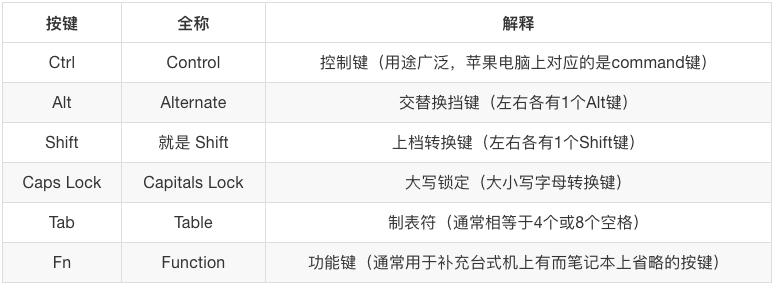 按键 全称 解释
Ctrl Control 控制键（用途广泛，苹果电脑上对应的是command键）
Alt Alternate 交替换挡键（左右各有1个Alt键）
Shift 就是 Shift 上档转换键（左右各有1个Shift键）
Caps Lock Capitals Lock 大写锁定（大小写字母转换键）
Tab Table 制表符（通常相等于4个或8个空格）
Fn Function 功能键（通常用于补充台式机上有而笔记本上省略的按键）